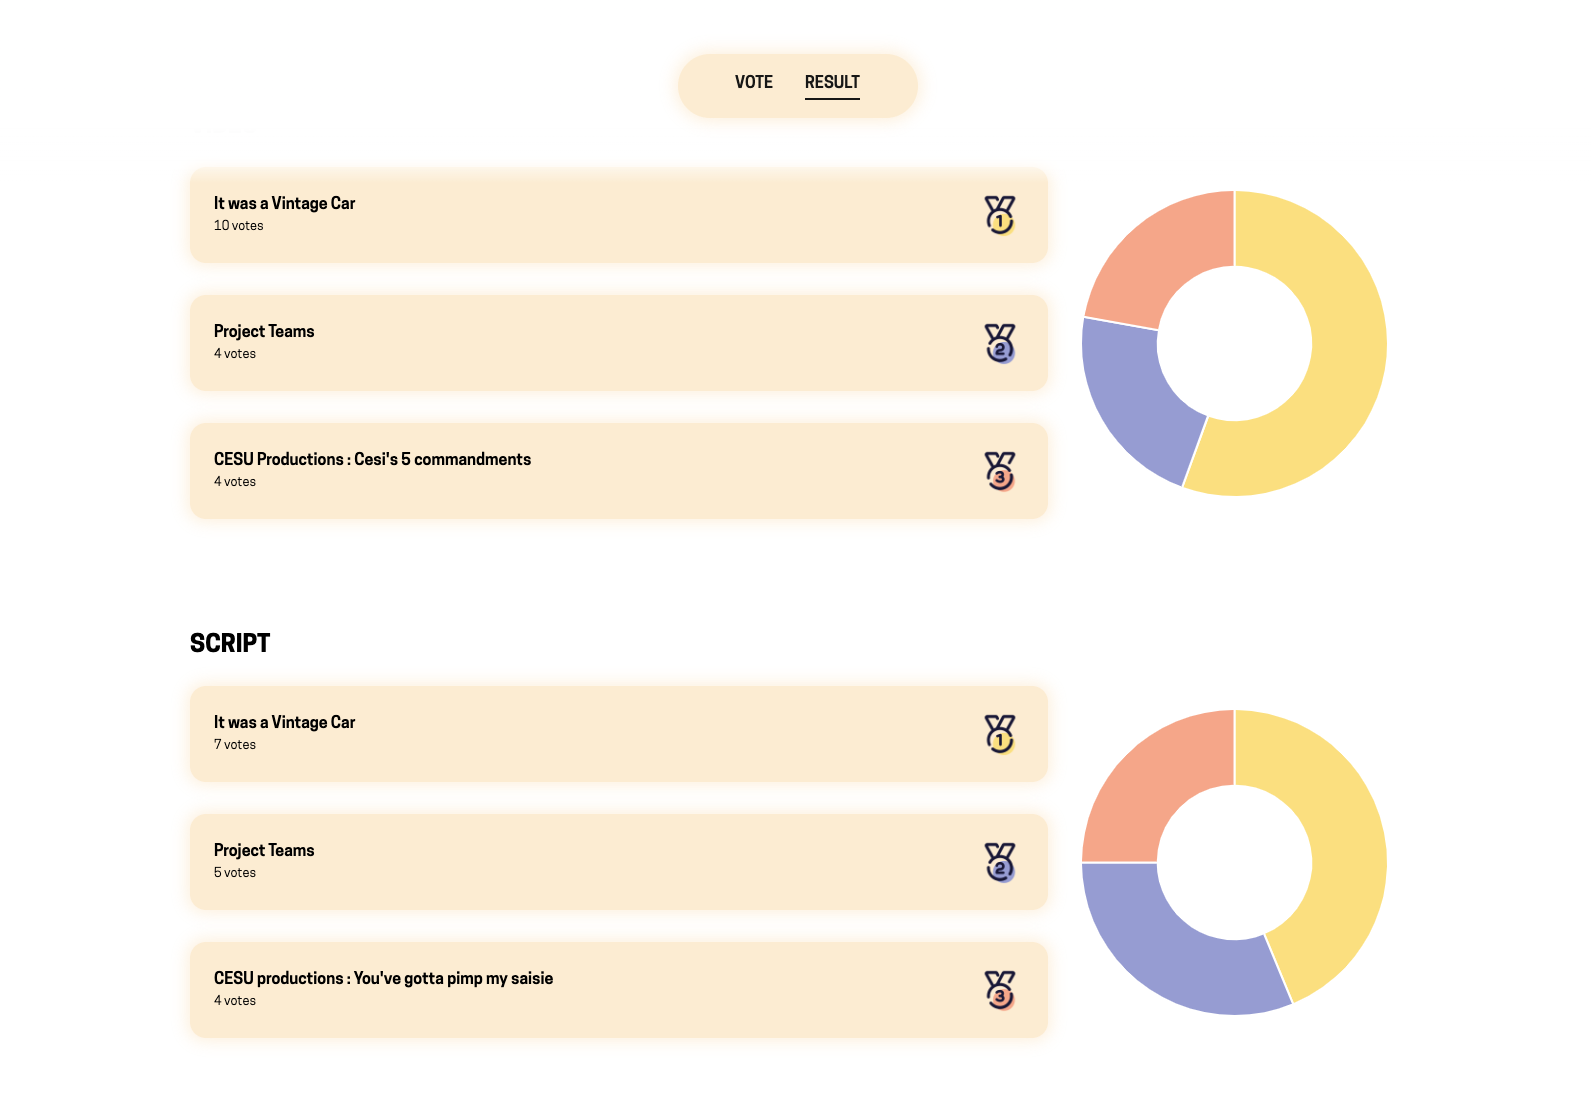 VOTE RESULT
It was a Vintage Car
10 votes
1
Project Teams
4 votes
2
CESU Productions : Cesi's 5 commandments
4 votes
3
SCRIPT
It was a Vintage Car
7 votes
1
Project Teams
5 votes
2
CESU productions : You've gotta pimp my saisie
4 votes
3